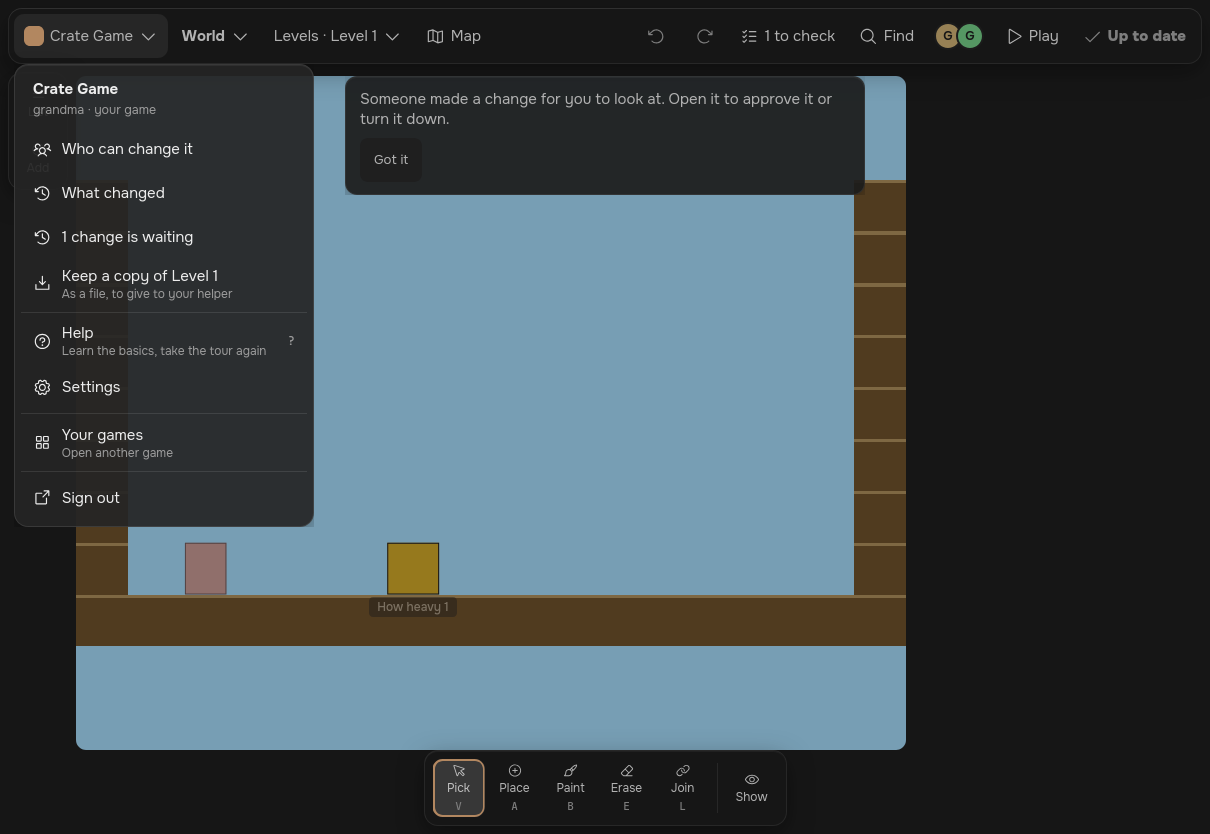 Crate Game
World
Levels · Level 1
Map
1 to check
Find
G
G
Play
Up to date
Crate Game
grandma · your game
Who can change it
Add
What changed
1 change is waiting
Keep a copy of Level 1
As a file, to give to your helper
Help
?
Learn the basics, take the tour again
Settings
Your games
Open another game
Sign out
Someone made a change for you to look at. Open it to approve it or
turn it down.
Got it
How heavy 1
Pick
V
Place
A
Paint
B
Erase
E
Join
L
Show